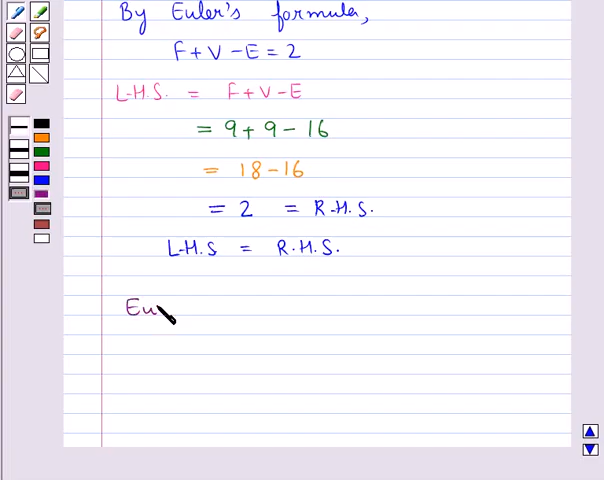 By Euler's formula,
F + V - E = 2
L.H.S. = F + V - E
= 9 + 9 - 16
= 18 - 16
= 2 = R.H.S.
L.H.S = R.H.S.
Eu